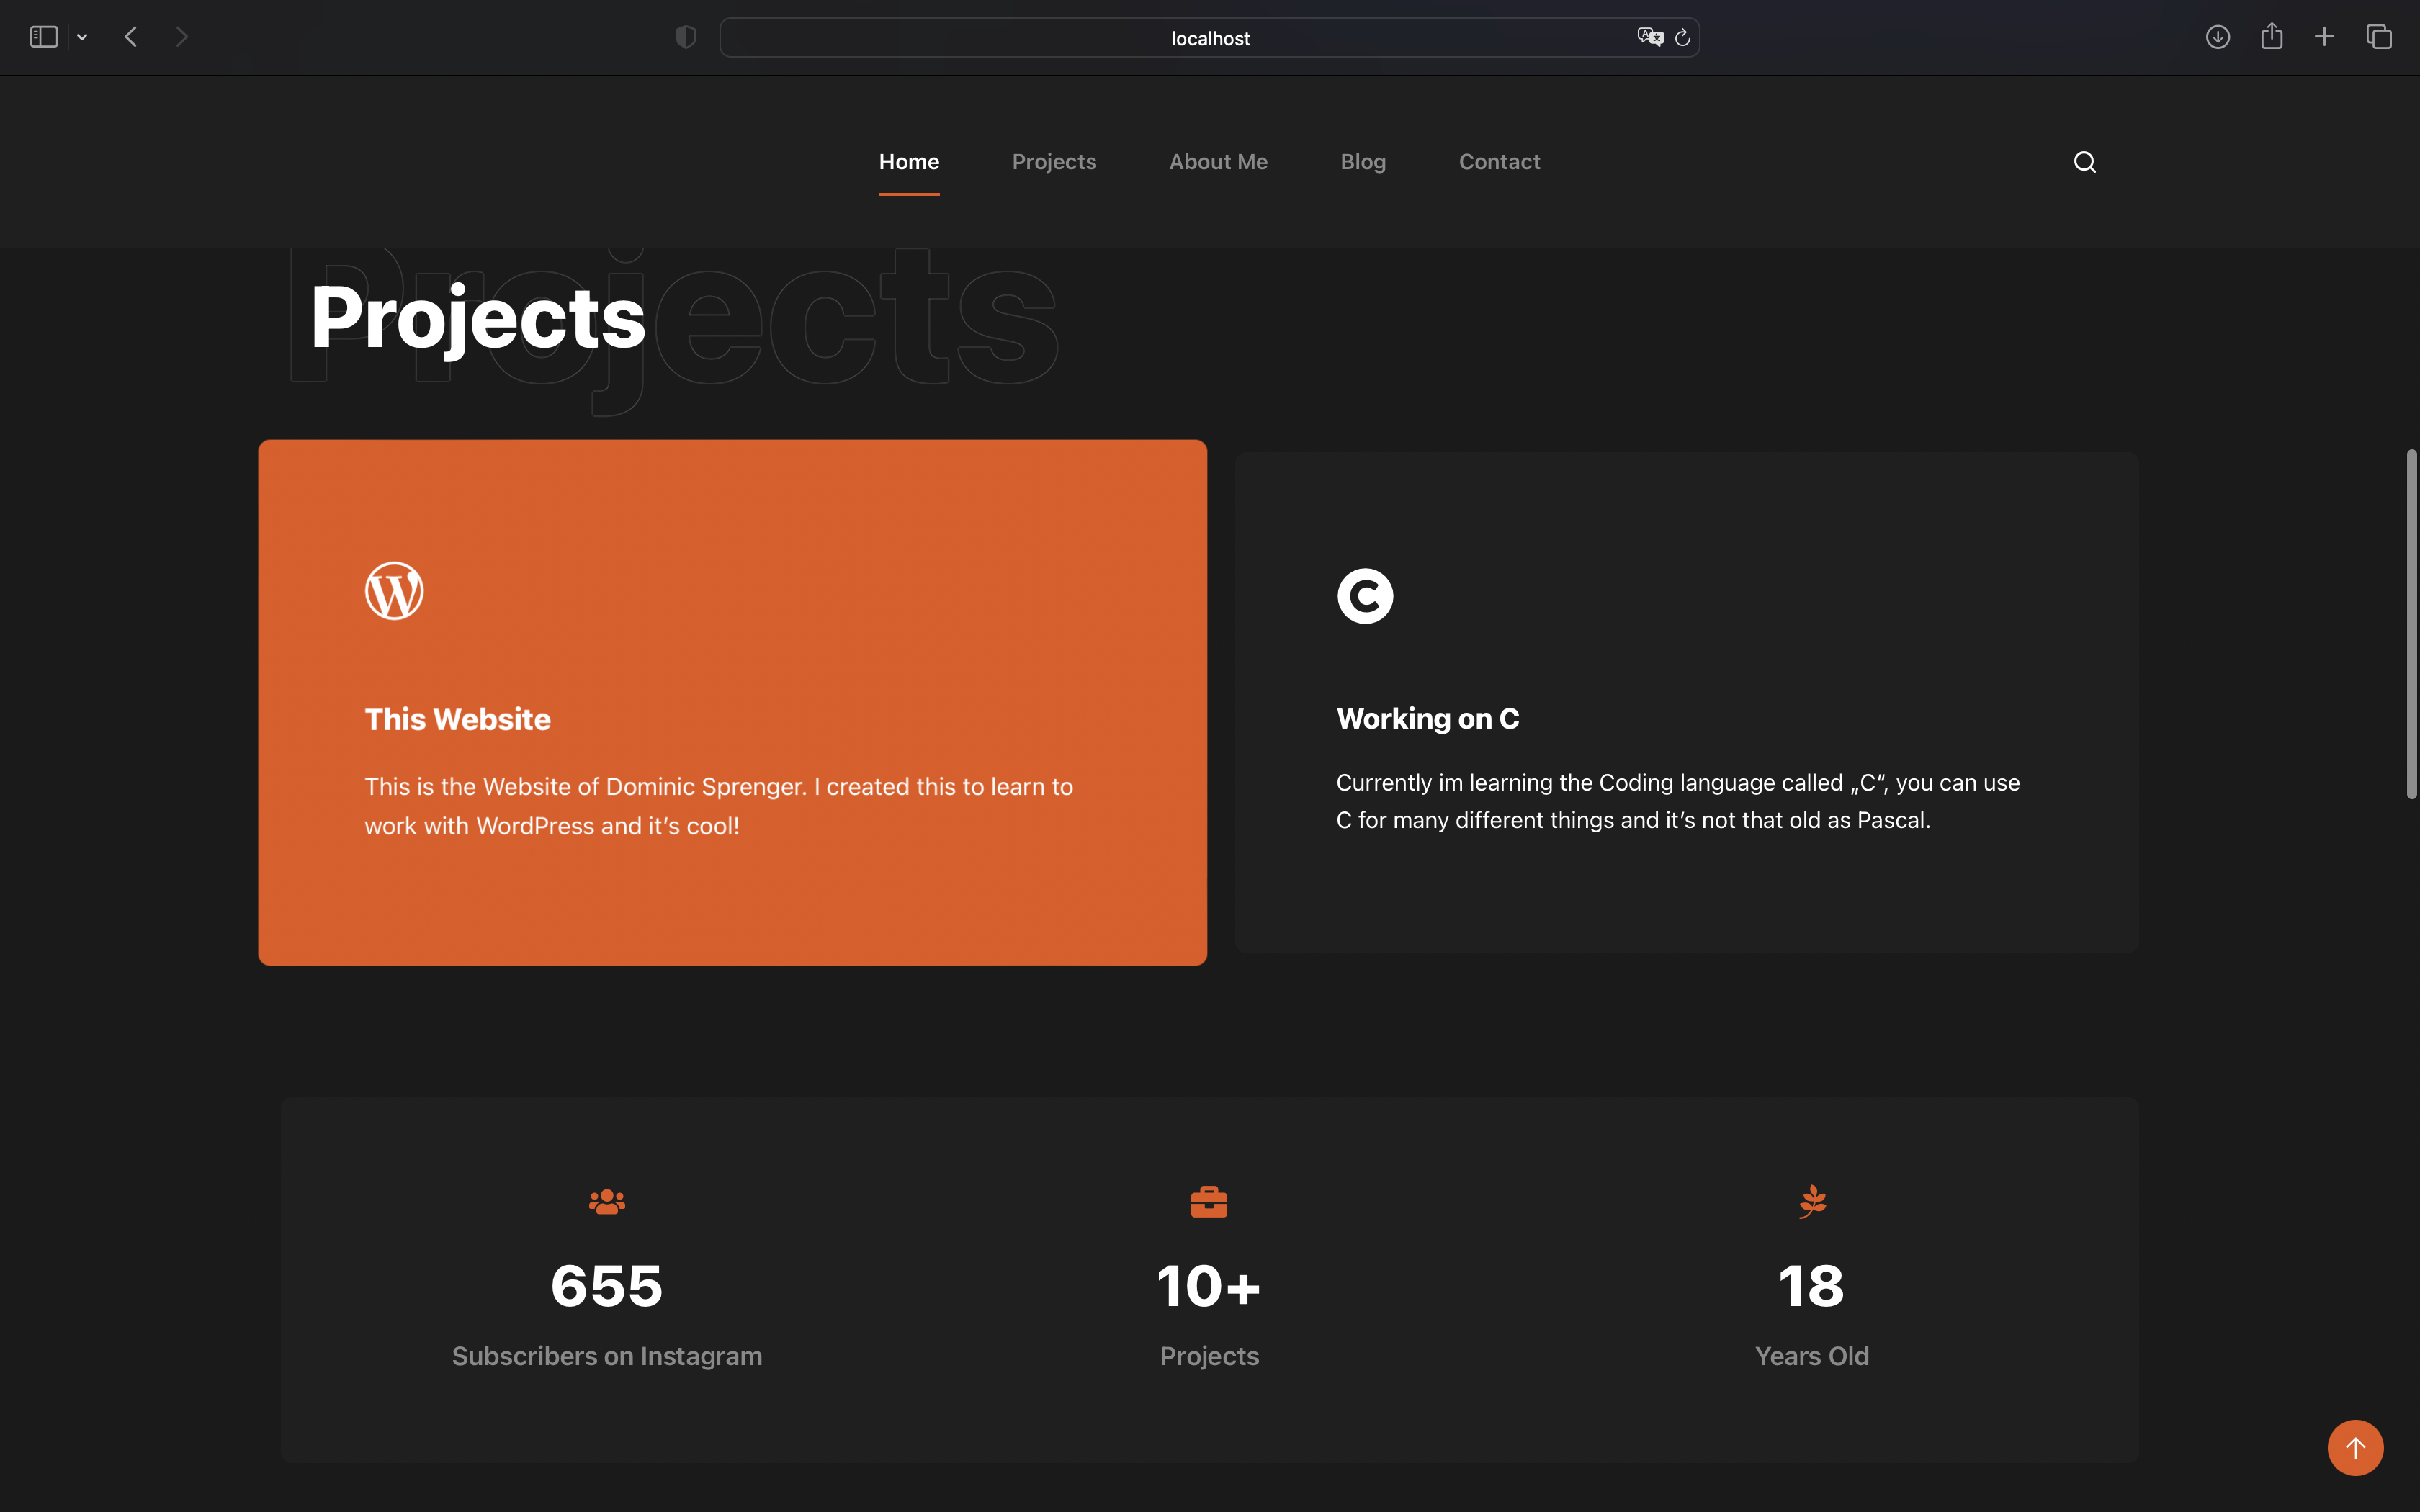 localhost
Home Projects About Me Blog Contact
Projects
Projects
This Website
This is the Website of Dominic Sprenger. I created this to learn to
work with WordPress and it’s cool!
C
Working on C
Currently im learning the Coding language called „C“, you can use
C for many different things and it’s not that old as Pascal.
655
Subscribers on Instagram
10+
Projects
18
Years Old